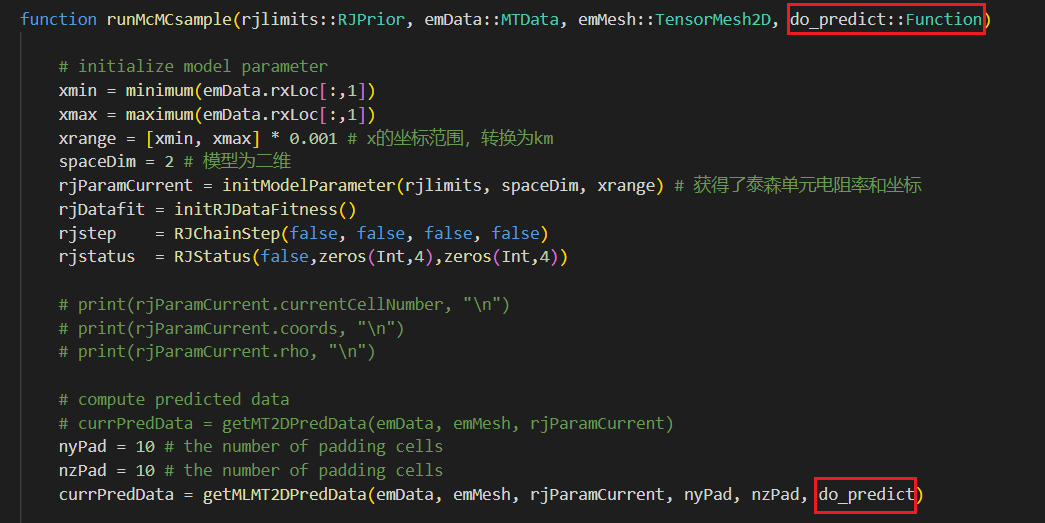 function runMcMCsample(rjlimits::RJPrior, emData::MTData, emMesh::TensorMesh2D, do_predict::Function)
# initialize model parameter
xmin = minimum(emData.rxLoc[:,1])
xmax = maximum(emData.rxLoc[:,1])
xrange = [xmin, xmax] * 0.001 # x的坐标范围，转换为km
spaceDim = 2 # 模型为二维
rjParamCurrent = initModelParameter(rjlimits, spaceDim, xrange) # 获得了泰森单元电阻率和坐标
rjDatafit = initRJDataFitness()
rjstep    = RJChainStep(false, false, false, false)
rjstatus  = RJStatus(false,zeros(Int,4),zeros(Int,4))
# print(rjParamCurrent.currentCellNumber, "\n")
# print(rjParamCurrent.coords, "\n")
# print(rjParamCurrent.rho, "\n")
# compute predicted data
# currPredData = getMT2DPredData(emData, emMesh, rjParamCurrent)
nyPad = 10 # the number of padding cells
nzPad = 10 # the number of padding cells
currPredData = getMLMT2DPredData(emData, emMesh, rjParamCurrent, nyPad, nzPad, do_predict)